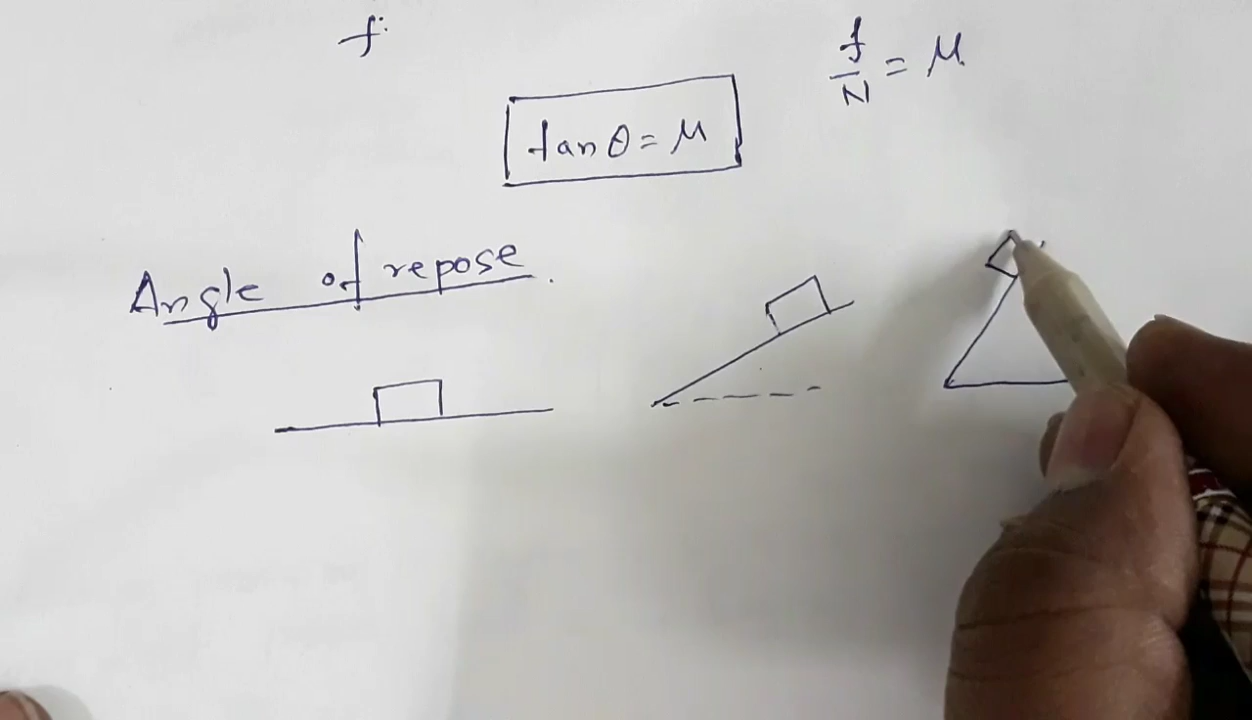 f
f/N = μ
tan θ = μ
Angle of repose.